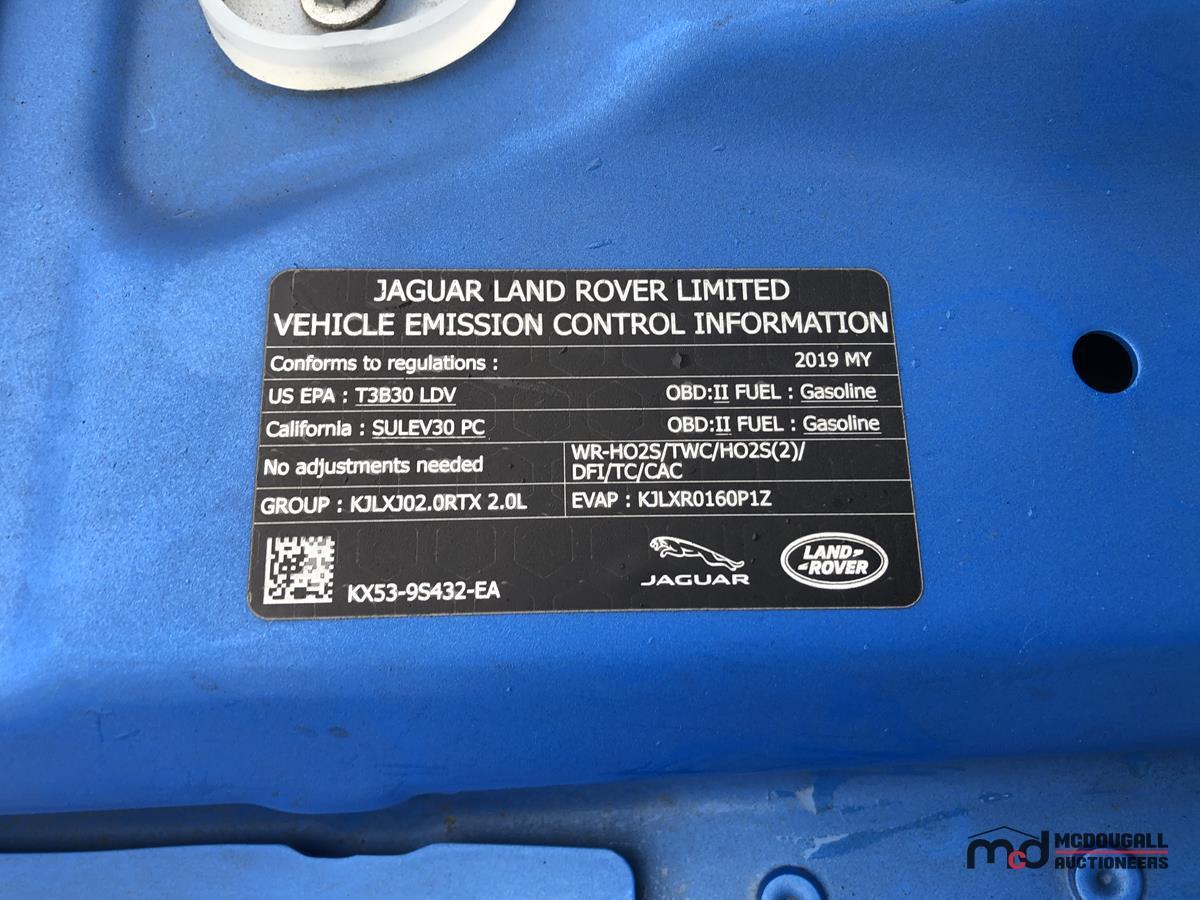 JAGUAR LAND ROVER LIMITED
VEHICLE EMISSION CONTROL INFORMATION
Conforms to regulations : 2019 MY
US EPA : T3B30 LDV OBD:II FUEL : Gasoline
California : SULEV30 PC OBD:II FUEL : Gasoline
No adjustments needed
WR-HO2S/TWC/HO2S(2)/
DFI/TC/CAC
GROUP : KJLXJ02.0RTX 2.0L EVAP : KJLXR0160P1Z
KX53-9S432-EA
JAGUAR
LAND-
-ROVER
mcd MCDOUGALL
AUCTIONEERS